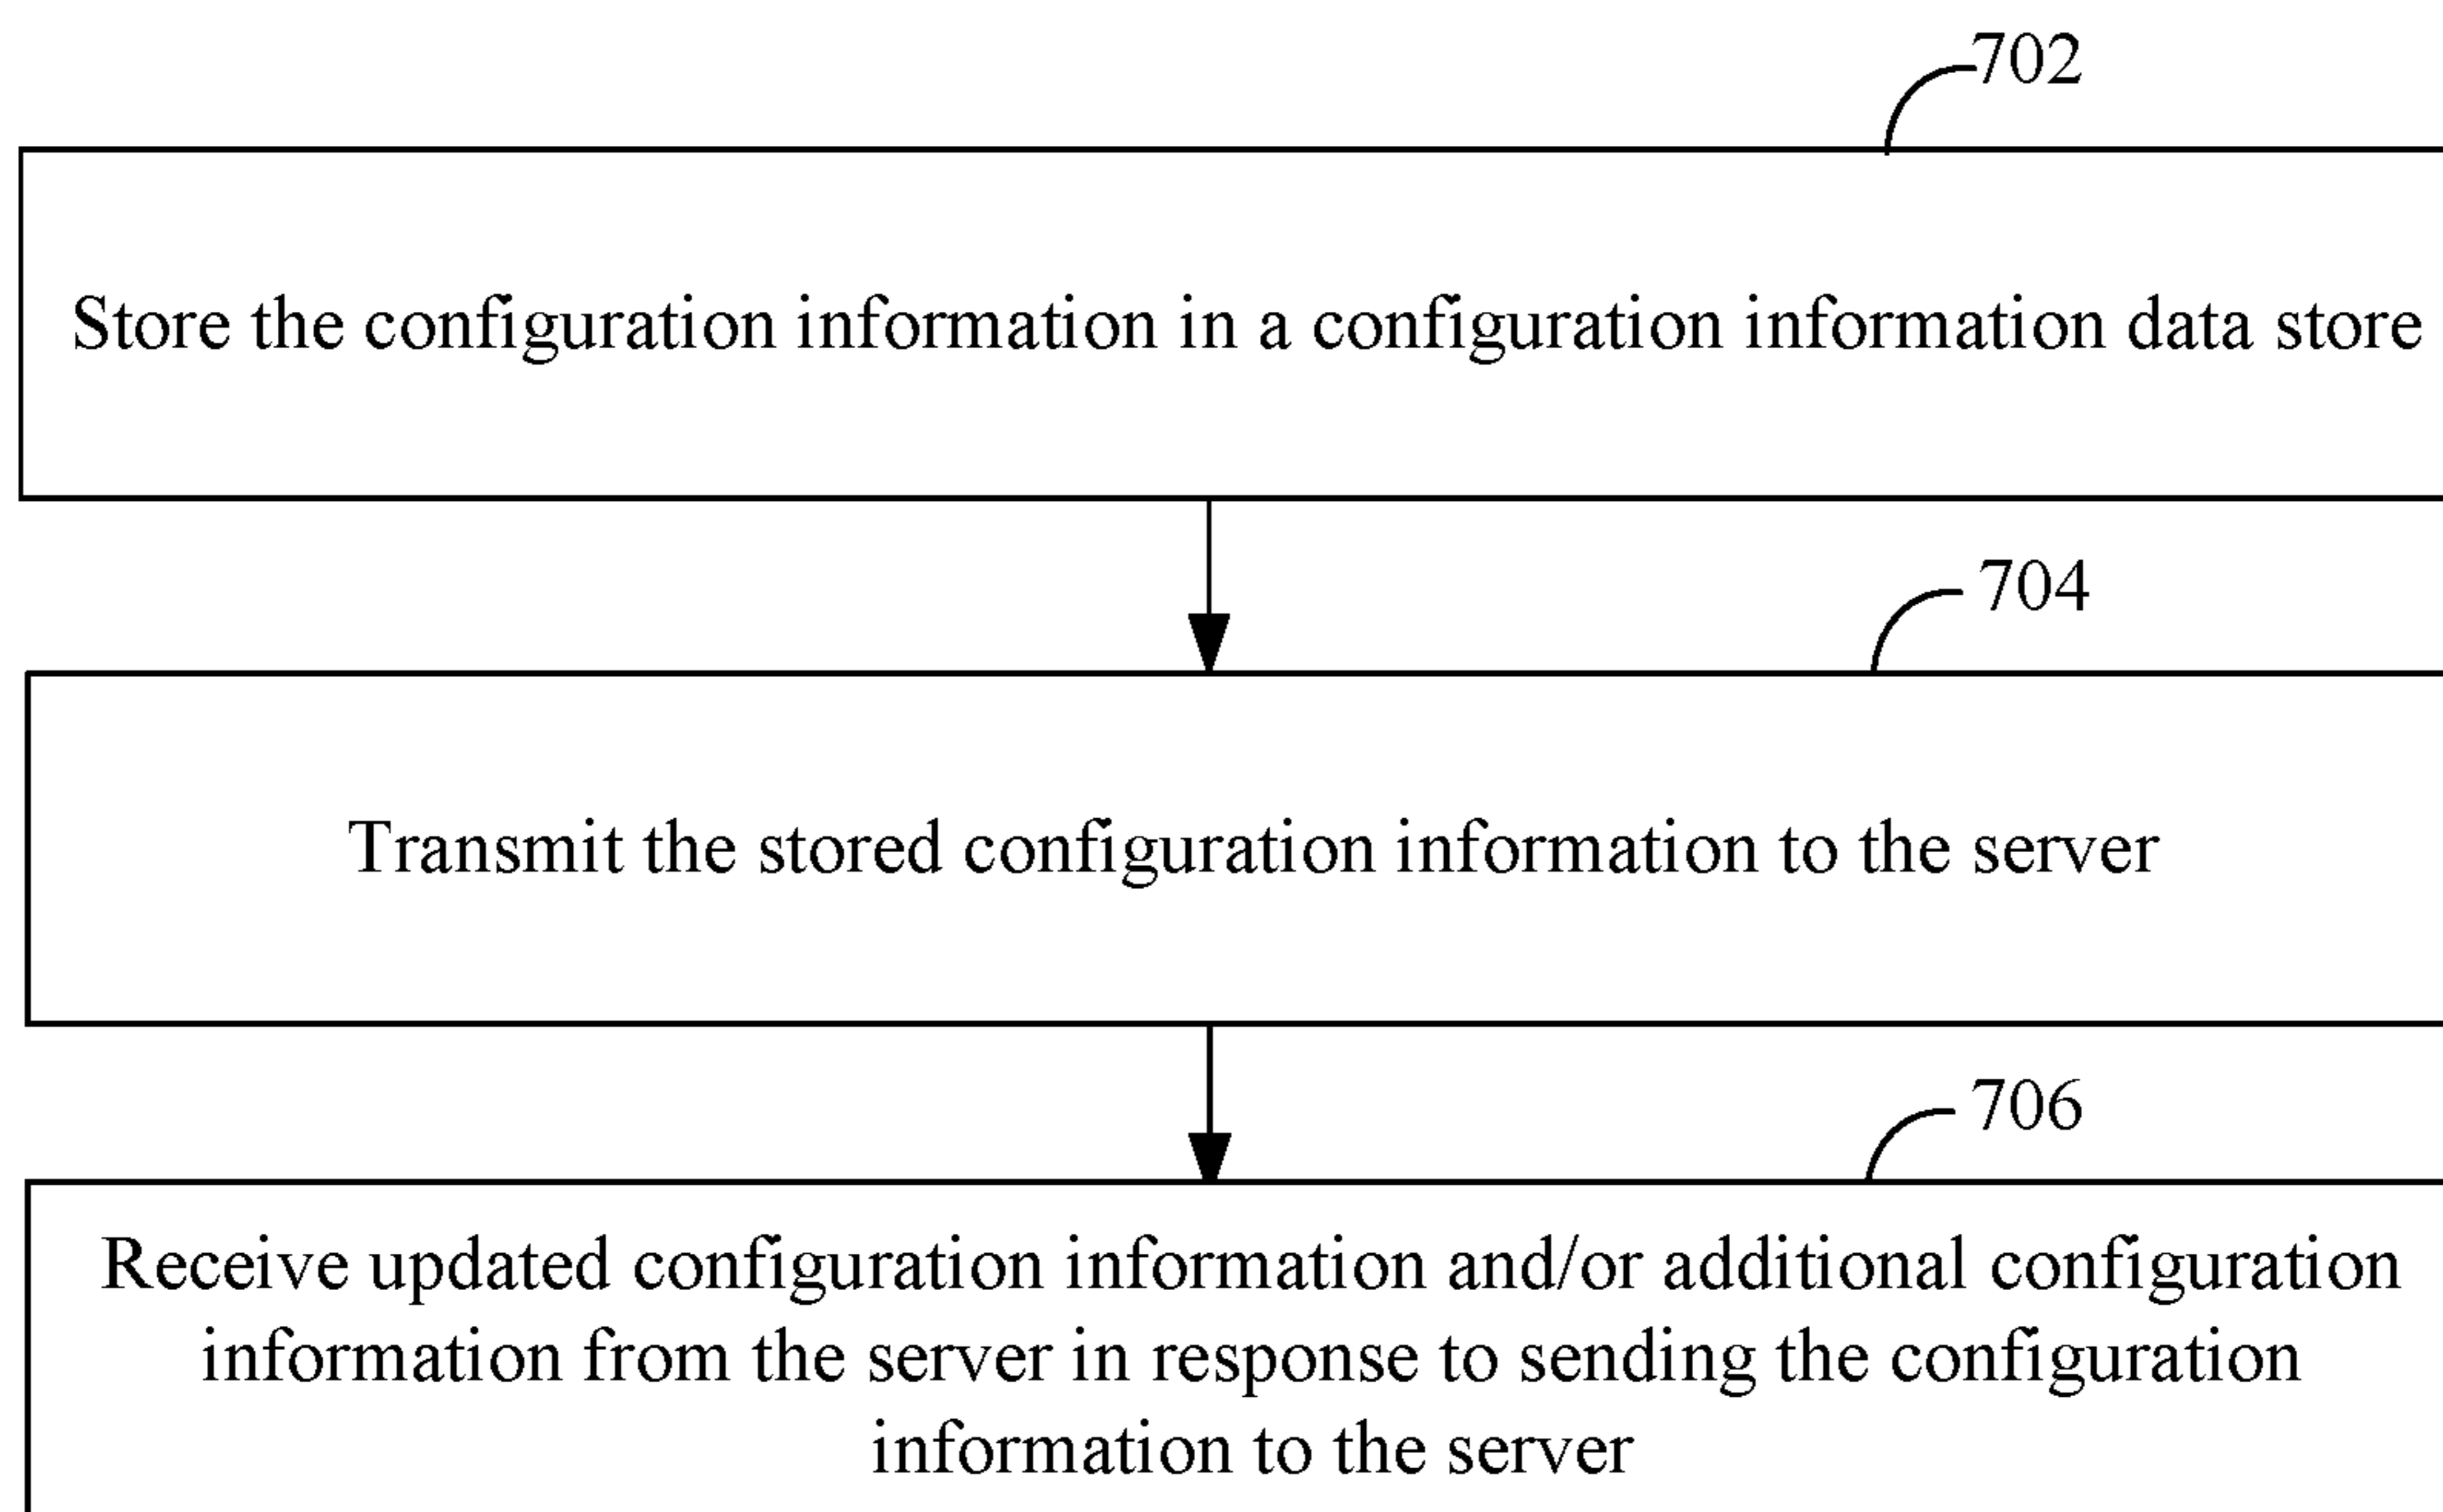 702
Store the configuration information in a configuration information data store
704
Transmit the stored configuration information to the server
706
Receive updated configuration information and/or additional configuration
information from the server in response to sending the configuration
information to the server